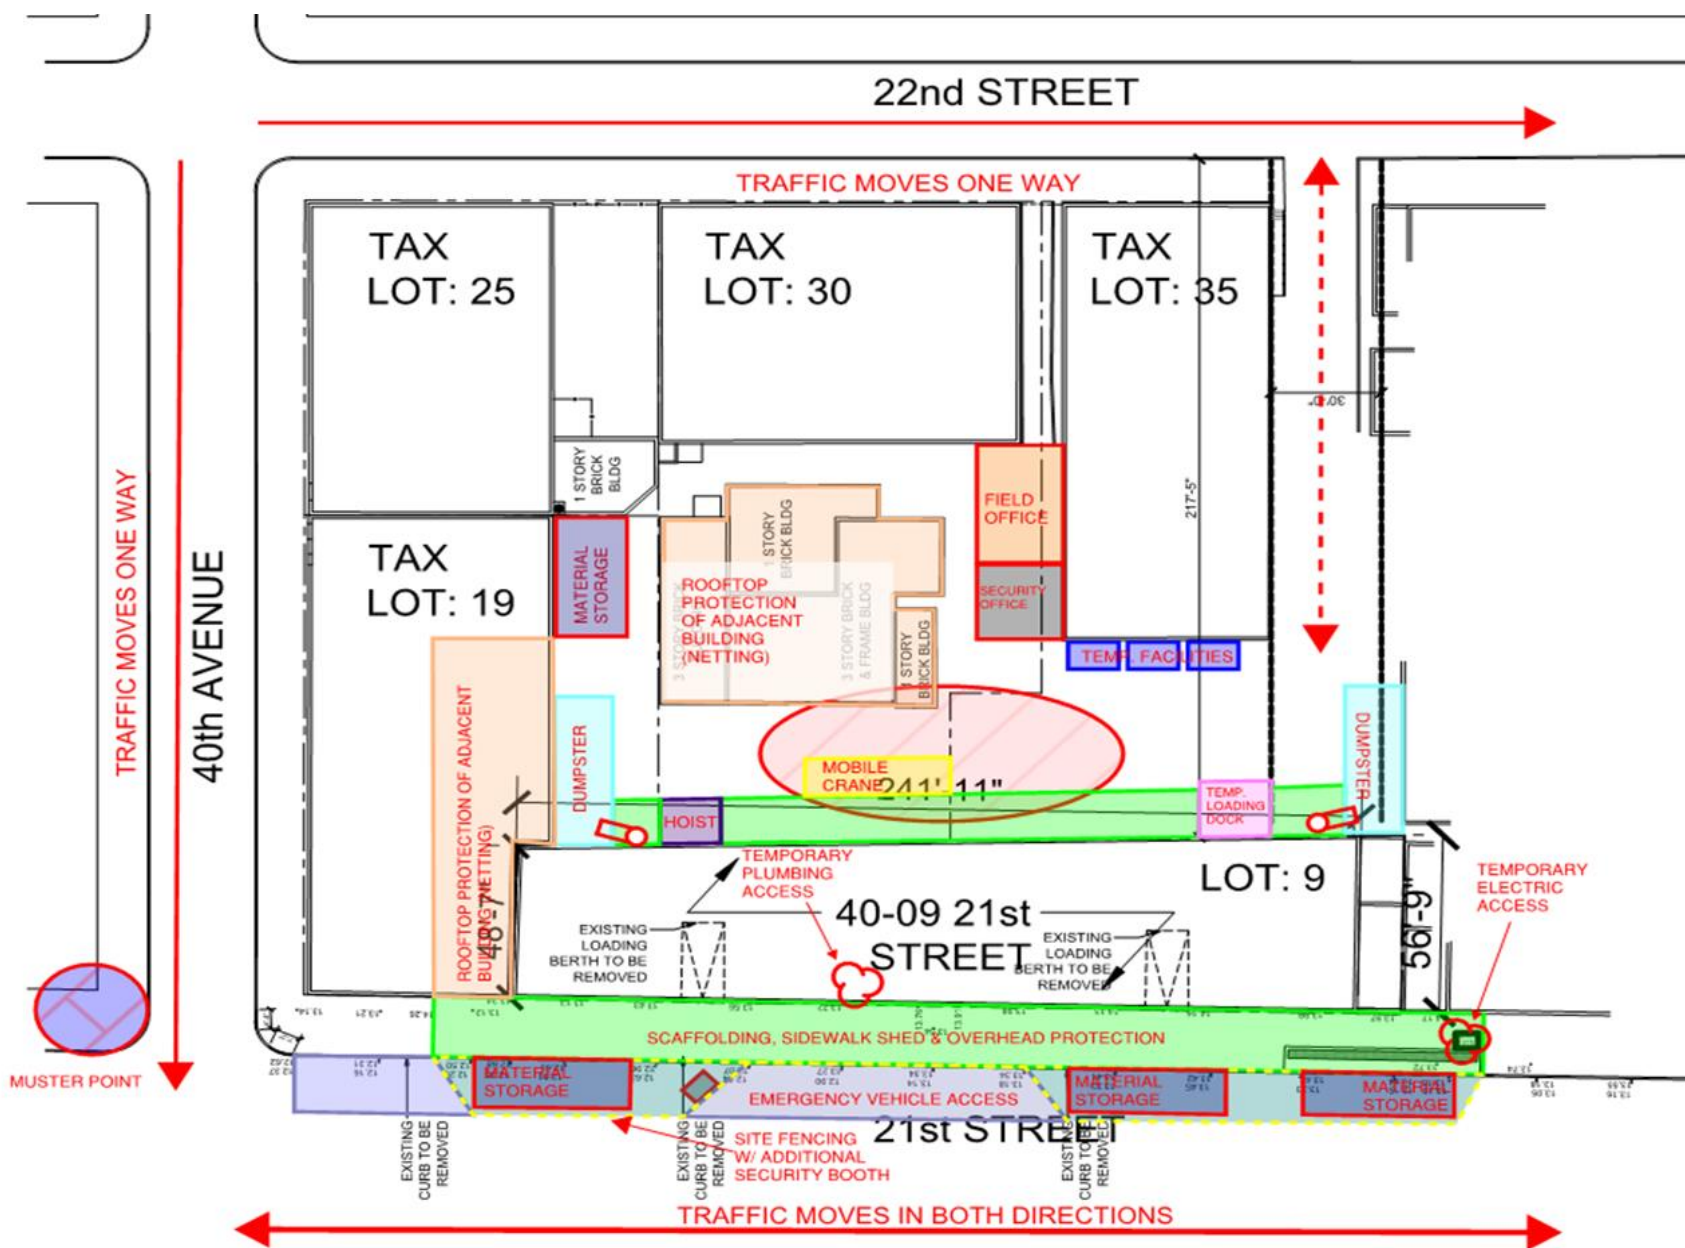 22nd STREET
TRAFFIC MOVES ONE WAY
TAX
LOT: 25
TAX
LOT: 30
TAX
LOT: 35
30'-0"
1 STORY
BRICK
BLDG
217'-5"
FIELD
OFFICE
SECURITY
OFFICE
TEMP. FACILITIES
TRAFFIC MOVES ONE WAY
40th AVENUE
TAX
LOT: 19
MATERIAL
STORAGE
1 STORY
BRICK BLDG
ROOFTOP
PROTECTION
OF ADJACENT
BUILDING
(NETTING)
3 STORY BRICK
3 STORY BRICK
& FRAME BLDG
1 STORY
BRICK BLDG
ROOFTOP PROTECTION OF ADJACENT
BUILDING (NETTING)
DUMPSTER
MOBILE
CRANE
241' 11"
HOIST
TEMP.
LOADING
DOCK
DUMPSTER
TEMPORARY
PLUMBING
ACCESS
LOT: 9
TEMPORARY
ELECTRIC
ACCESS
48'-7"
40-09 21st
STREET
EXISTING
LOADING
BERTH TO BE
REMOVED
EXISTING
LOADING
BERTH TO BE
REMOVED
56'-9"
SCAFFOLDING, SIDEWALK SHED & OVERHEAD PROTECTION
MUSTER POINT
MATERIAL
STORAGE
EMERGENCY VEHICLE ACCESS
MATERIAL
STORAGE
MATERIAL
STORAGE
21st STREET
EXISTING
CURB TO BE
REMOVED
EXISTING
CURB TO BE
REMOVED
SITE FENCING
W/ ADDITIONAL
SECURITY BOOTH
EXISTING
CURB TO BE
REMOVED
TRAFFIC MOVES IN BOTH DIRECTIONS